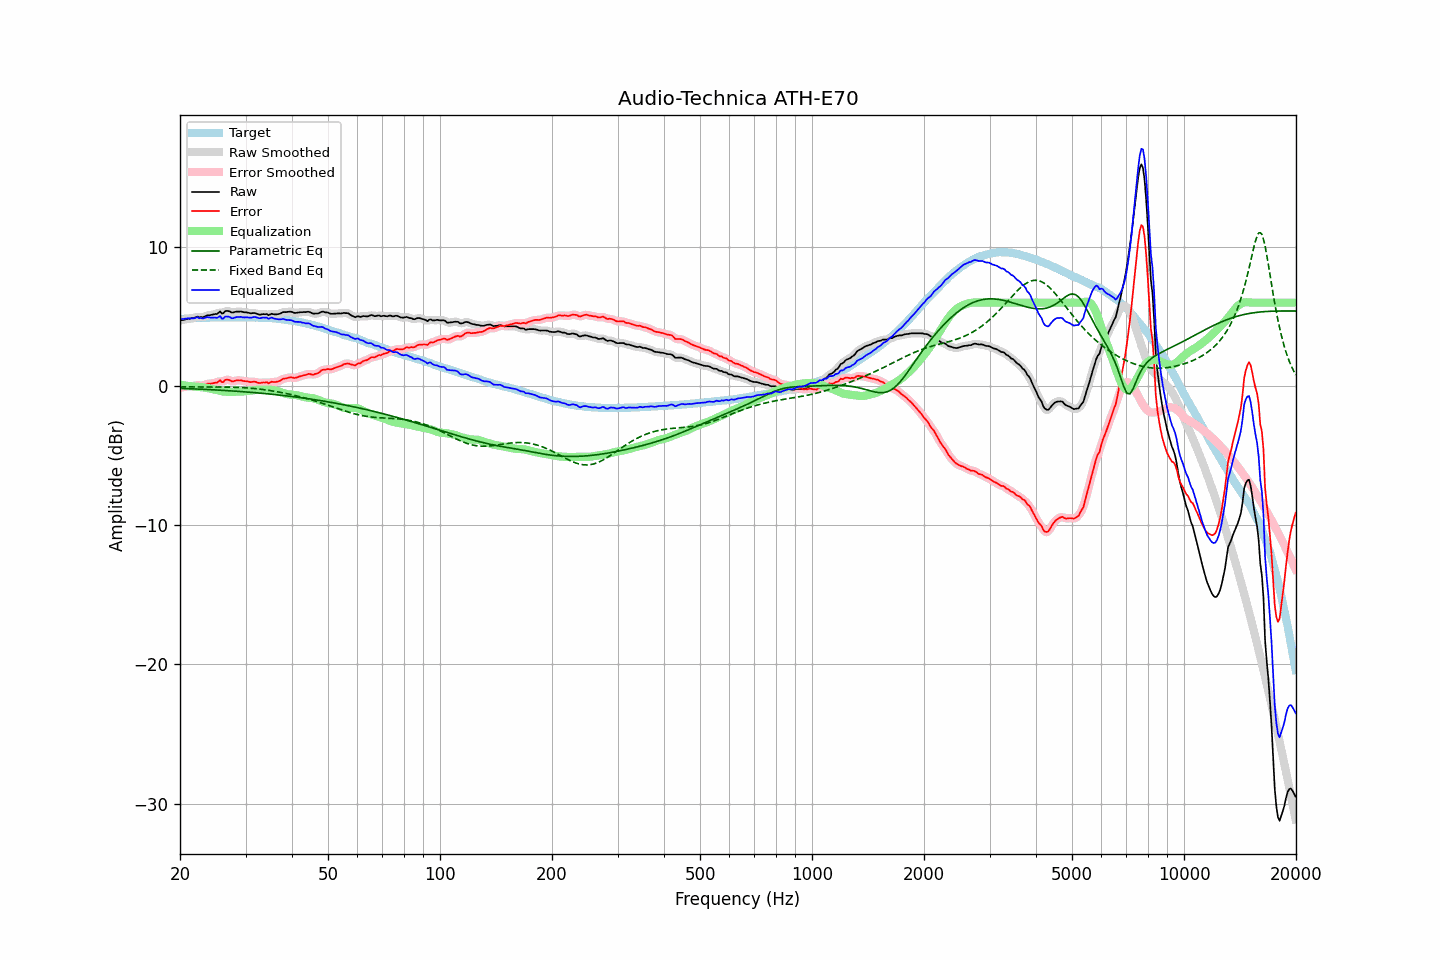 Audio-Technica ATH-E70
Target
Raw Smoothed
Error Smoothed
Raw
Error
Equalization
Parametric Eq
Fixed Band Eq
Equalized
Amplitude (dBr)
10
0
−10
−20
−30
20 50 100 200 500 1000 2000 5000 10000 20000
Frequency (Hz)